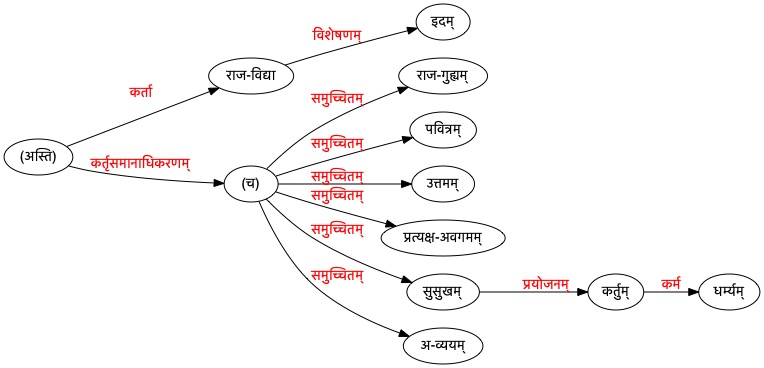 इदम्
विशेषणम्
राज-विद्या
राज-गुह्यम्
कर्ता
समुच्चितम्
पवित्रम्
समुच्चितम्
(अस्ति)
कर्तृसमानाधिकरणम्
(च)
समुच्चितम्
उत्तमम्
समुच्चितम्
प्रत्यक्ष-अवगमम्
समुच्चितम्
सुसुखम्
प्रयोजनम्
कर्तुम्
कर्म
धर्म्यम्
समुच्चितम्
अ-व्ययम्